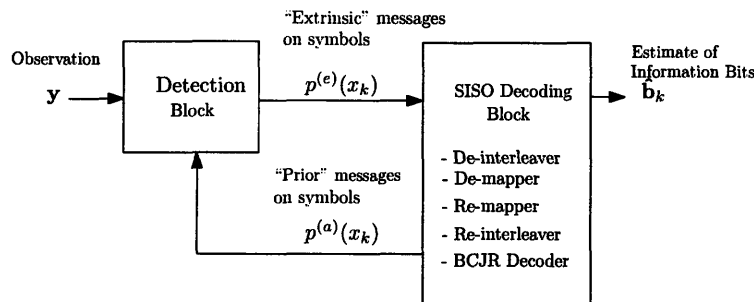 Observation
y
Detection
Block
“Extrinsic” messages
on symbols
p^(e)(x_k)
“Prior” messages
on symbols
p^(a)(x_k)
SISO Decoding
Block
- De-interleaver
- De-mapper
- Re-mapper
- Re-interleaver
- BCJR Decoder
Estimate of
Information Bits
b̂_k